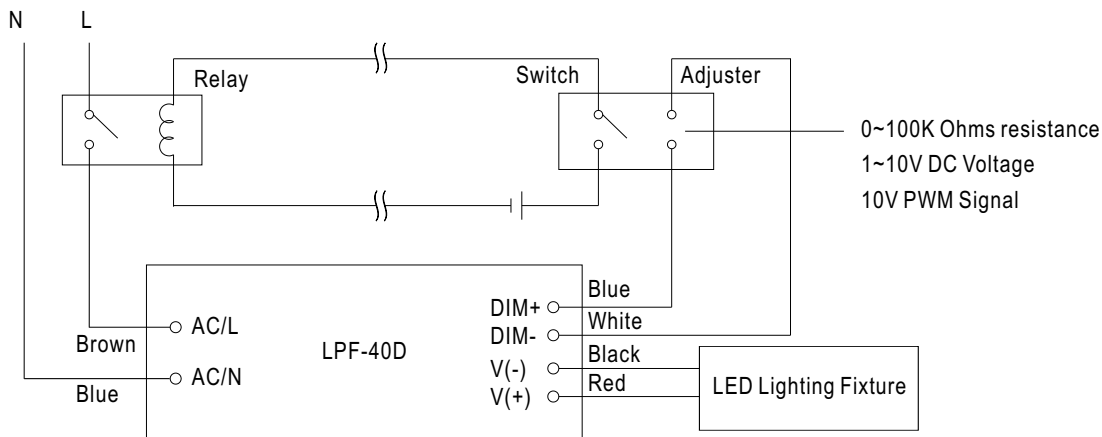 N
L
Relay
Switch
Adjuster
0~100K Ohms resistance
1~10V DC Voltage
10V PWM Signal
Brown
Blue
AC/L
AC/N
LPF-40D
DIM+
DIM-
V(-)
V(+)
Blue
White
Black
Red
LED Lighting Fixture